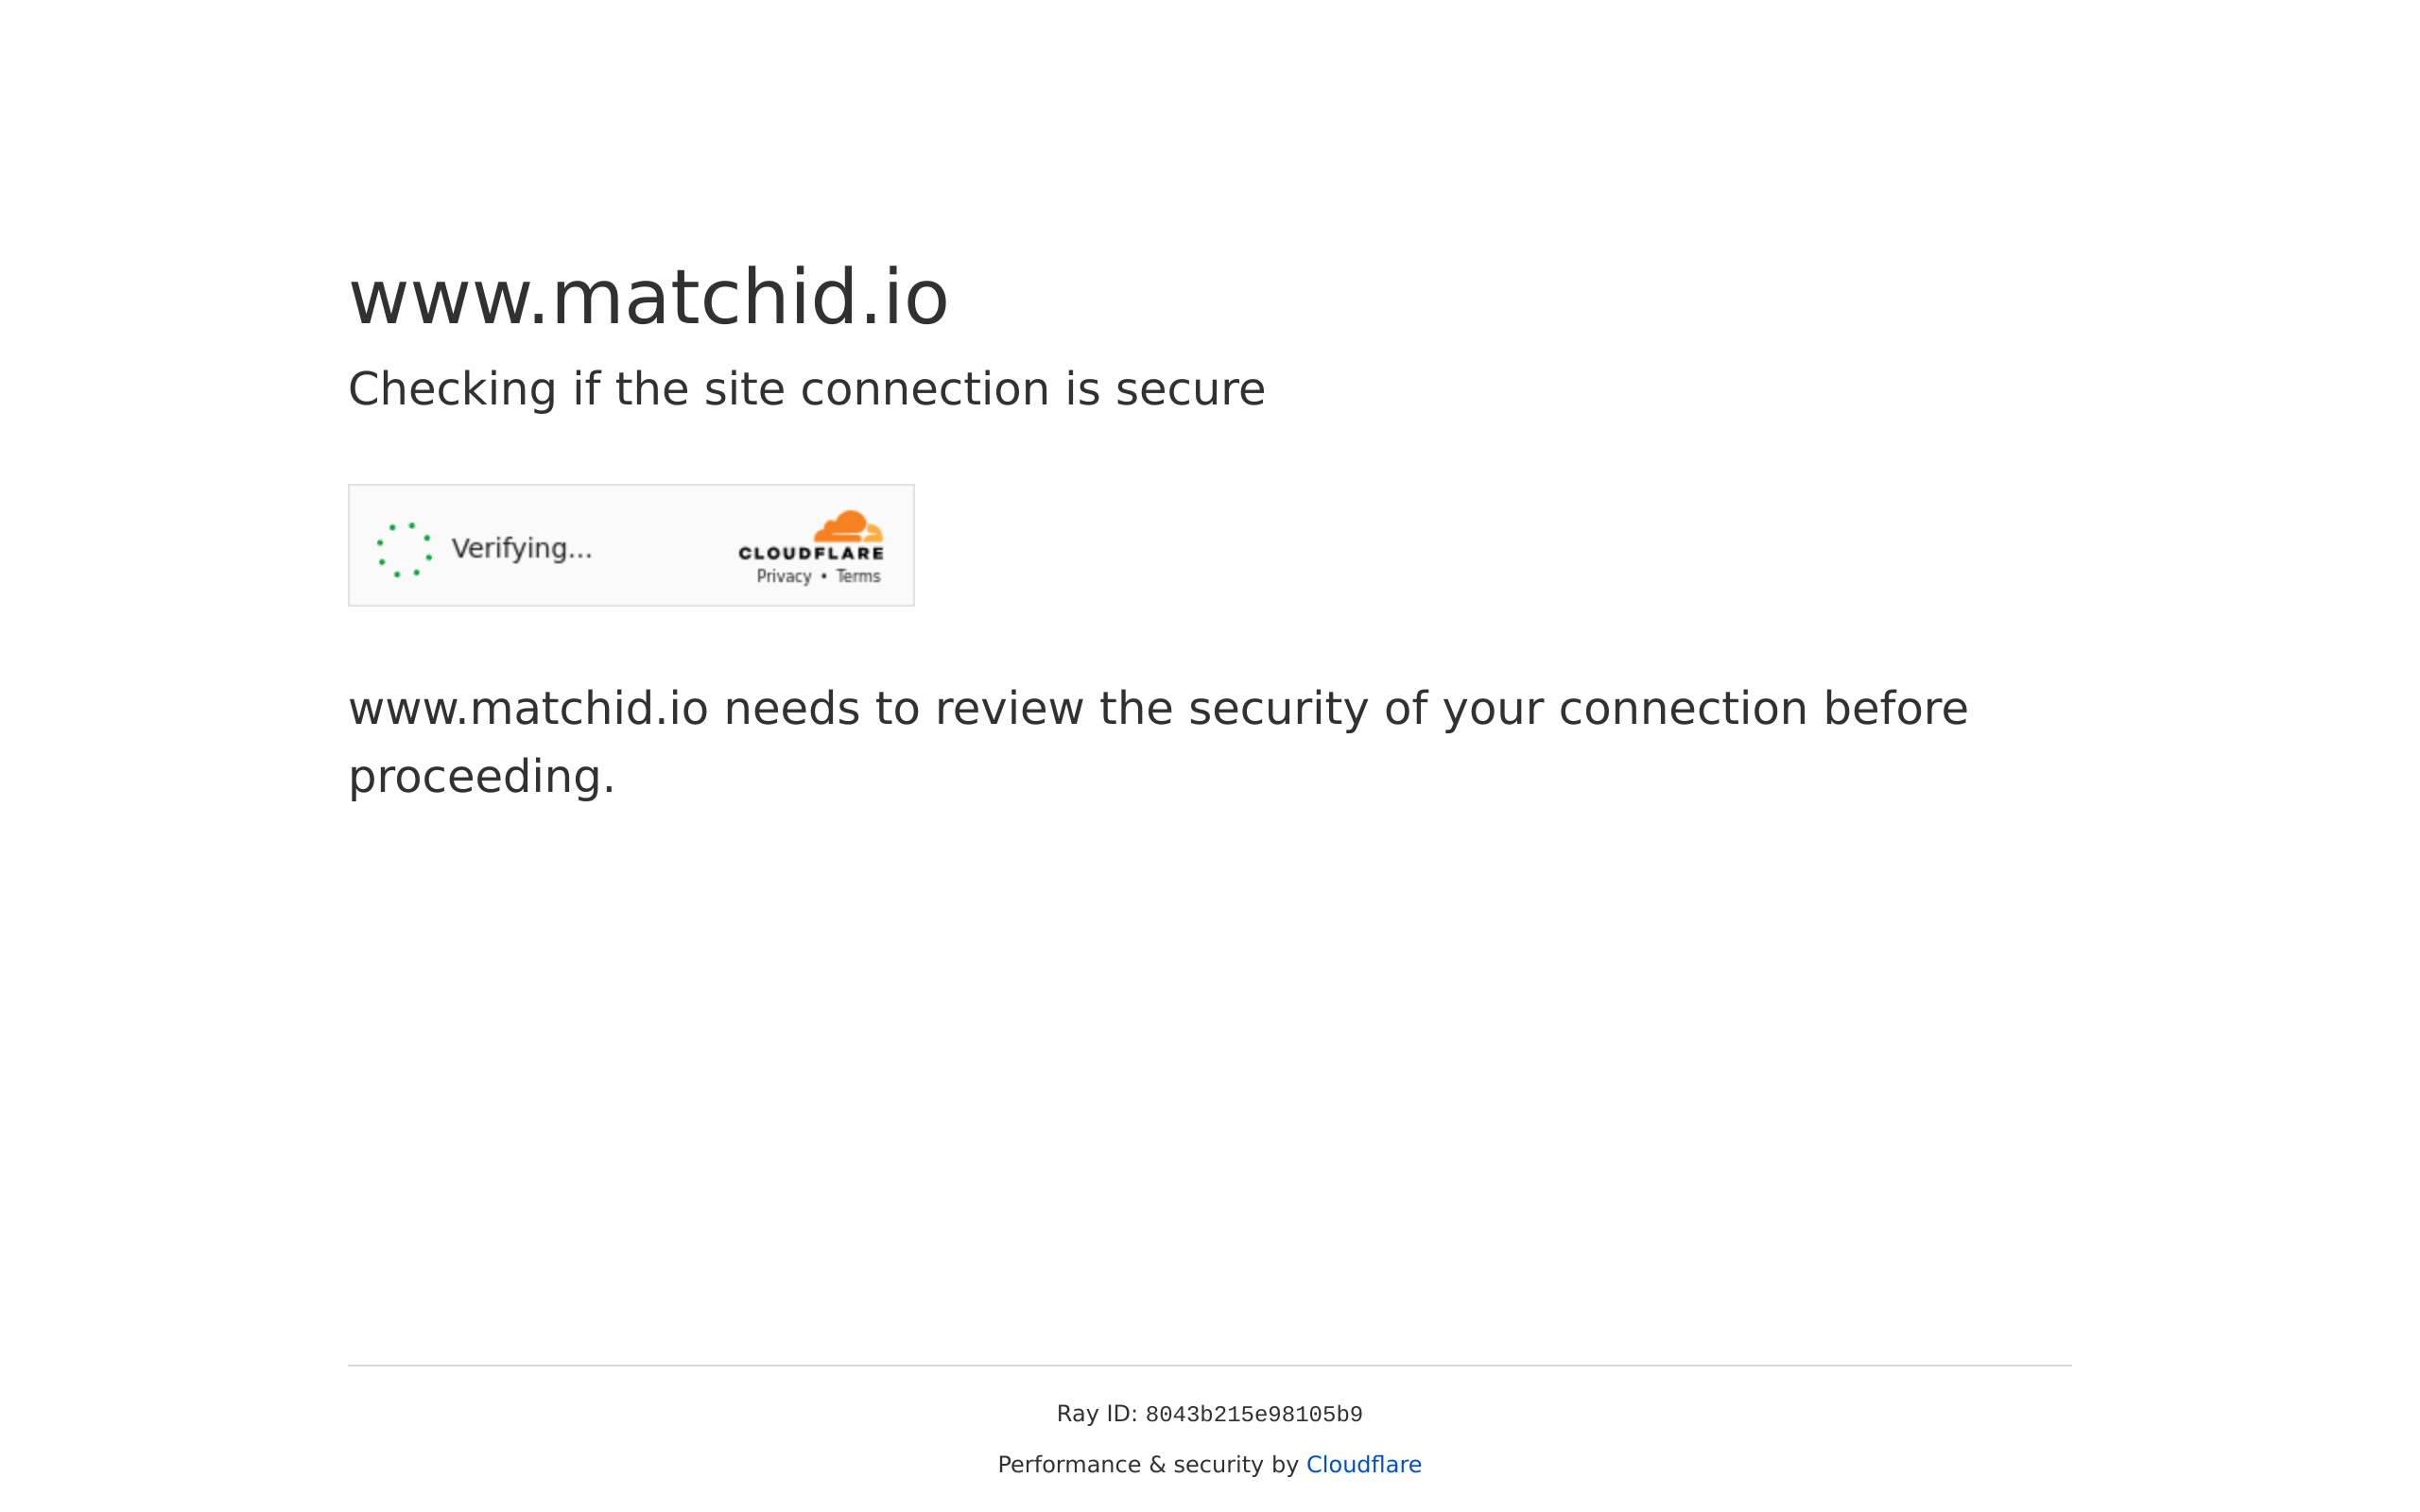 www.matchid.io
Checking if the site connection is secure
Verifying...
CLOUDFLARE
Privacy • Terms
www.matchid.io needs to review the security of your connection before
proceeding.
Ray ID: 8043b215e98105b9
Performance & security by Cloudflare